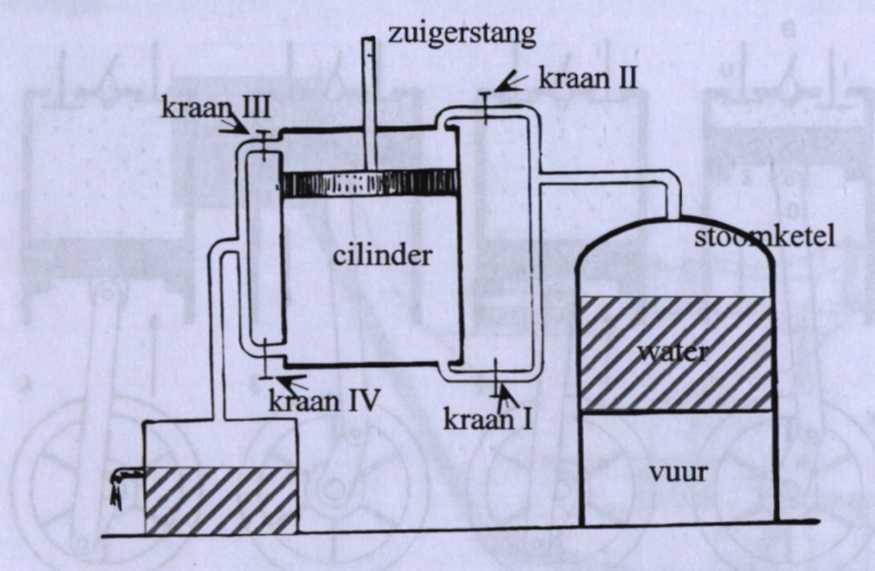 zuigerstang
kraan II
kraan III
cilinder
stoomketel
water
kraan IV
kraan I
vuur